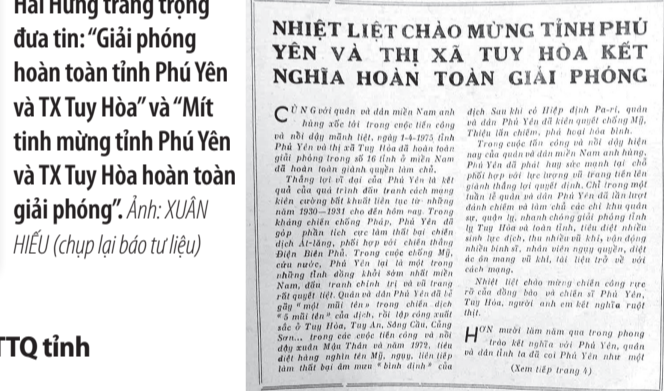 Hải Hưng trang trọng
đưa tin: “Giải phóng
hoàn toàn tỉnh Phú Yên
và TX Tuy Hòa” và “Mít
tinh mừng tỉnh Phú Yên
và TX Tuy Hòa hoàn toàn
giải phóng”. Ảnh: XUÂN
HIẾU (chụp lại báo tư liệu)
TTQ tỉnh
NHIỆT LIỆT CHÀO MỪNG TỈNH PHÚ
YÊN VÀ THỊ XÃ TUY HÒA KẾT
NGHĨA HOÀN TOÀN GIẢI PHÓNG
CÙNG với quân và dân miền Nam anh
hùng xốc tới trong cuộc tiến công
và nổi dậy mãnh liệt, ngày 1-4-1975 tỉnh
Phú Yên và thị xã Tuy Hòa đã hoàn toàn
giải phóng trong số 16 tỉnh ở miền Nam
đã hoàn toàn giành quyền làm chủ.
Thắng lợi vĩ đại của Phú Yên là kết
quả của quá trình đấu tranh cách mạng
kiên cường bất khuất liên tục từ những
năm 1930—1931 cho đến hôm nay. Trong
kháng chiến chống Pháp, Phú Yên đã
góp phần tích cực làm thất bại chiến
dịch Át-lăng, phối hợp với chiến thắng
Điện Biên Phủ. Trong cuộc chống Mỹ,
cứu nước, Phú Yên lại là một trong
những tỉnh đồng khởi sớm nhất miền
Nam, đấu tranh chính trị và vũ trang
rất quyết liệt. Quân và dân Phú Yên đã bẻ
gãy “một mũi tên» trong chiến dịch
“5 mũi tên” của địch, rồi lập công xuất
sắc ở Tuy Hòa, Tuy An, Sông Cầu, Củng
Sơn... trong các cuộc tiến công và nổi
dậy xuân Mậu Thân và năm 1972, tiêu
diệt hàng nghìn tên Mỹ, ngụy, liên tiếp
làm thất bại âm mưu “bình định” của
địch Sau khi có Hiệp định Pa-ri, quân
và dân Phú Yên đã kiên quyết chống Mỹ,
Thiệu lấn chiếm, phá hoại hòa bình.
Trong cuộc tấn công và nổi dậy hiện
nay của quân và dân miền Nam anh hùng.
Phú Yên đã phát huy sức mạnh tại chỗ
phối hợp với lực lượng vũ trang tiến lên
giành thắng lợi quyết định. Chỉ trong một
tuần lễ quân và dân Phú Yên đã lần lượt
đánh chiếm và làm chủ các chi khu quân
sự, quận lỵ, nhanh chóng giải phóng tỉnh
lỵ Tuy Hòa và toàn tỉnh, tiêu diệt nhiều
sinh lực địch, thu nhiều vũ khí, vận động
nhiều binh sĩ, nhân viên ngụy quyền, diệt
ác ôn mang vũ khí, tài liệu trở về với
cách mạng.
Nhiệt liệt chào mừng chiến công rực
rỡ của đồng bào và chiến sĩ Phú Yên,
Tuy Hòa, người anh em kết nghĩa ruột
thịt.
HƠN mười lăm năm qua trong phong
trào kết nghĩa với Phú Yên, quân
và dân tỉnh ta đã coi Phú Yên như một
(Xem tiếp trang 4)